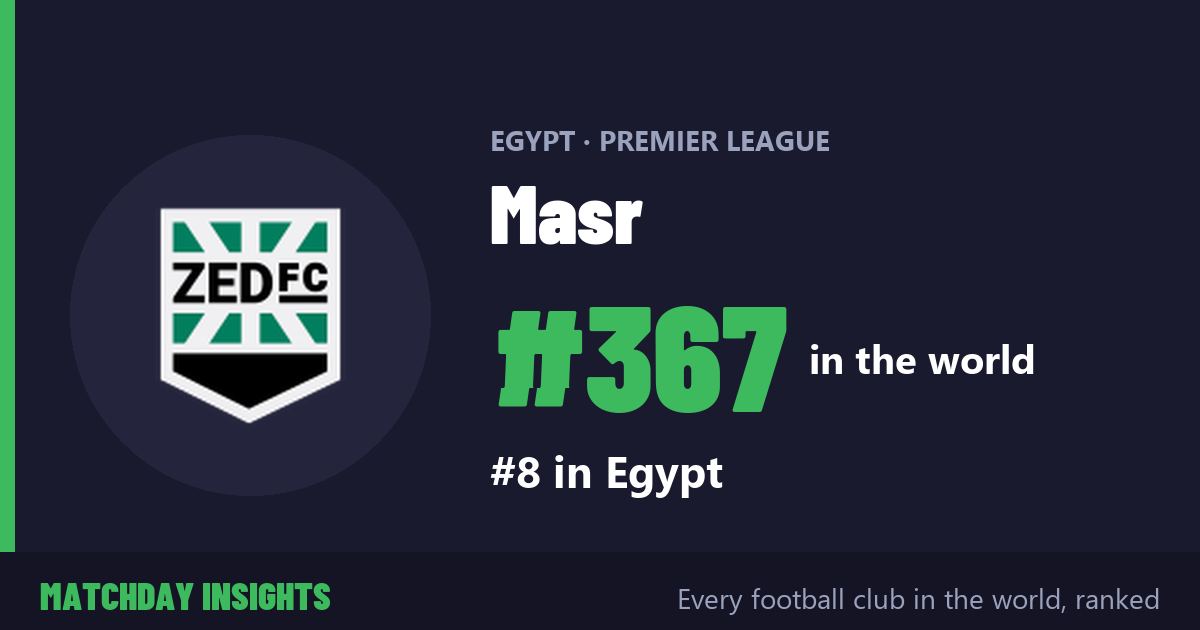 EGYPT · PREMIER LEAGUE
Masr
ZED FC
#367 in the world
#8 in Egypt
MATCHDAY INSIGHTS
Every football club in the world, ranked